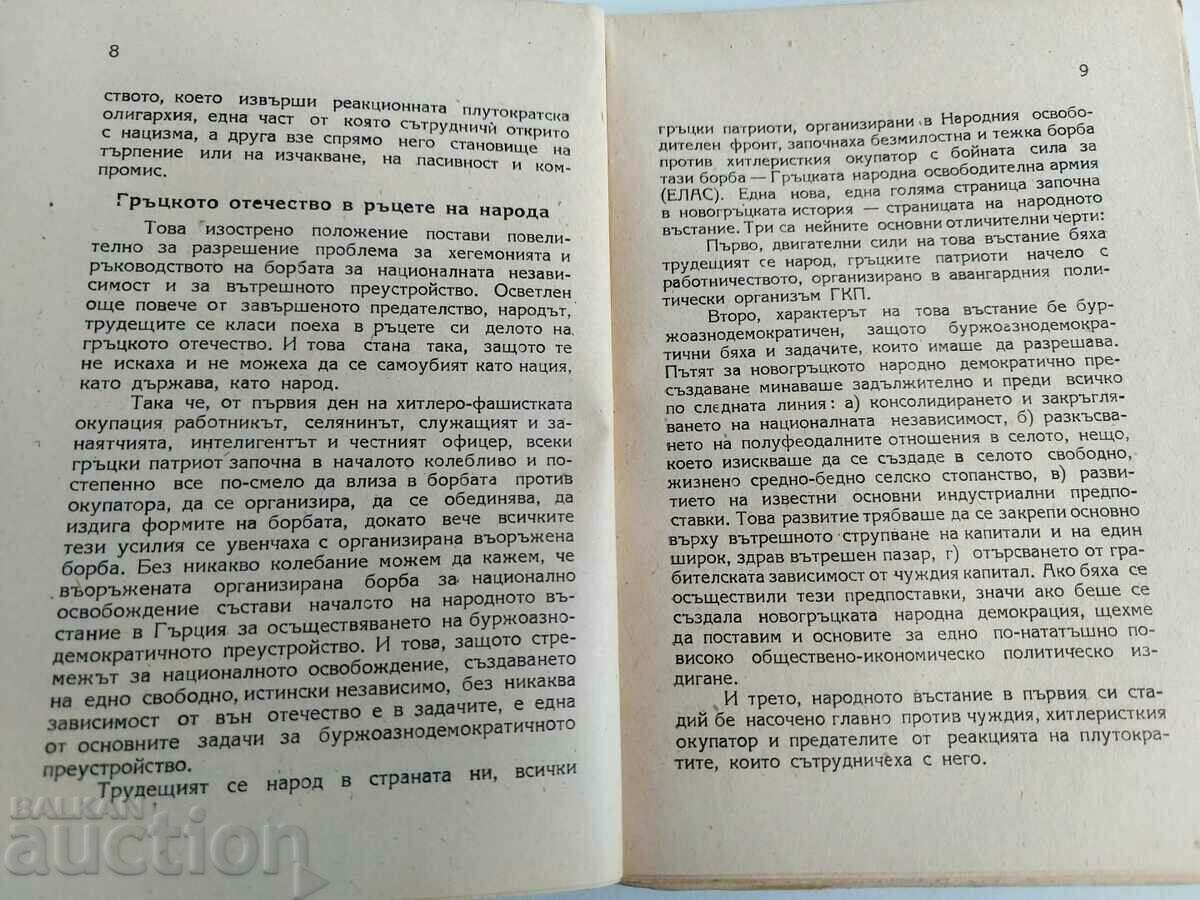 8
ството, което извърши реакционната плутократска
олигархия, една част от която сътрудничй открито
с нацизма, а друга взе спрямо него становище на
търпение или на изчакване, на пасивност и ком-
промис.
Гръцкото отечество в ръцете на народа
Това изострено положение постави повели-
телно за разрешение проблема за хегемонията и
ръководството на борбата за националната незави-
симост и за вътрешното преустройство. Осветлен
още повече от завършеното предателство, народът,
трудещите се класи поеха в ръцете си делото на
гръцкото отечество. И това стана така, защото те
не искаха и не можеха да се самоубият като нация,
като държава, като народ.
Така че, от първия ден на хитлеро-фашистката
окупация работникът, селянинът, служащият и за-
наятчията, интелигентът и честният офицер, всеки
гръцки патриот започна в началото колебливо и по-
степенно все по-смело да влиза в борбата против
окупатора, да се организира, да се обединява, да
издига формите на борбата, докато вече всичките
тези усилия се увенчаха с организирана въоръжена
борба. Без никакво колебание можем да кажем, че
въоръжената организирана борба за национално
освобождение състави началото на народното въ-
стание в Гърция за осъществяването на буржоазно-
демократичното преустройство. И това, защото стре-
межът за националното освобождение, създаването
на едно свободно, истински независимо, без никаква
зависимост от вън отечество е в задачите, е една
от основните задачи за буржоазнодемократичното
преустройство.
Трудещият се народ в страната ни, всички
9
гръцки патриоти, организирани в Народния освобо-
дителен фронт, започнаха безмилостна и тежка борба
против хитлеристкия окупатор с бойната сила за
тази борба — Гръцката народна освободителна армия
(ЕЛАС). Една нова, една голяма страница започна
в новогръцката история — страницата на народното
въстание. Три са нейните основни отличителни черти:
Първо, двигателни сили на това въстание бяха
трудещият се народ, гръцките патриоти начело с
работничеството, организирано в авангардния поли-
тически организъм ГКП.
Второ, характерът на това въстание бе бур-
жоазнодемократичен, защото буржоазнодемокра-
тични бяха и задачите, които имаше да разрешава.
Пътят за новогръцкото народно демократично пре-
създаване минаваше задължително и преди всичко
по следната линия: а) консолидирането и закръгля-
ването на националната независимост, б) разкъсва-
нето на полуфеодалните отношения в селото, нещо,
което изискваше да се създаде в селото свободно,
жизнено средно-бедно селско стопанство, в) разви-
тието на известни основни индустриални предпо-
ставки. Това развитие трябваше да се закрепи основно
върху вътрешното струпване на капитали и на един
широк, здрав вътрешен пазар, г) отърсването от гра-
бителската зависимост от чуждия капитал. Ако бяха се
осъществили тези предпоставки, значи ако беше се
създала новогръцката народна демокрация, щехме
да поставим и основите за едно по-нататъшно по-
високо обществено-икономическо политическо из-
дигане.
И трето, народното въстание в първия си ста-
дий бе насочено главно против чуждия, хитлеристкия
окупатор и предателите от реакцията на плутокра-
тите, които сътрудничеха с него.
БАЛКАН
auction